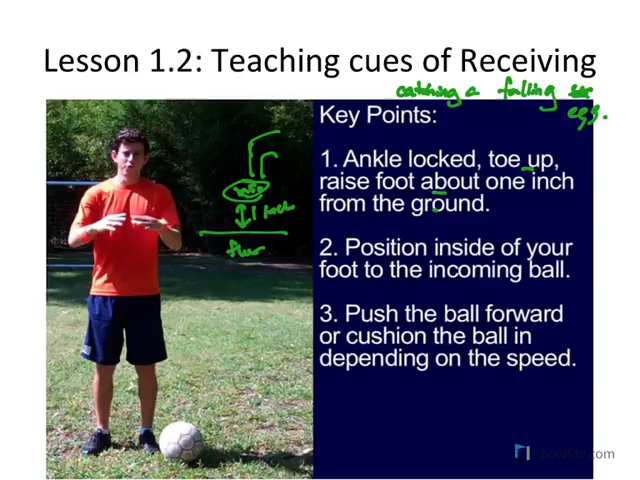 Lesson 1.2: Teaching cues of Receiving
catching a falling
egg.
Key Points:
1. Ankle locked, toe up,
raise foot about one inch
from the ground.
2. Position inside of your
foot to the incoming ball.
3. Push the ball forward
or cushion the ball in
depending on the speed.
1 inch
floor
ShowMe.com